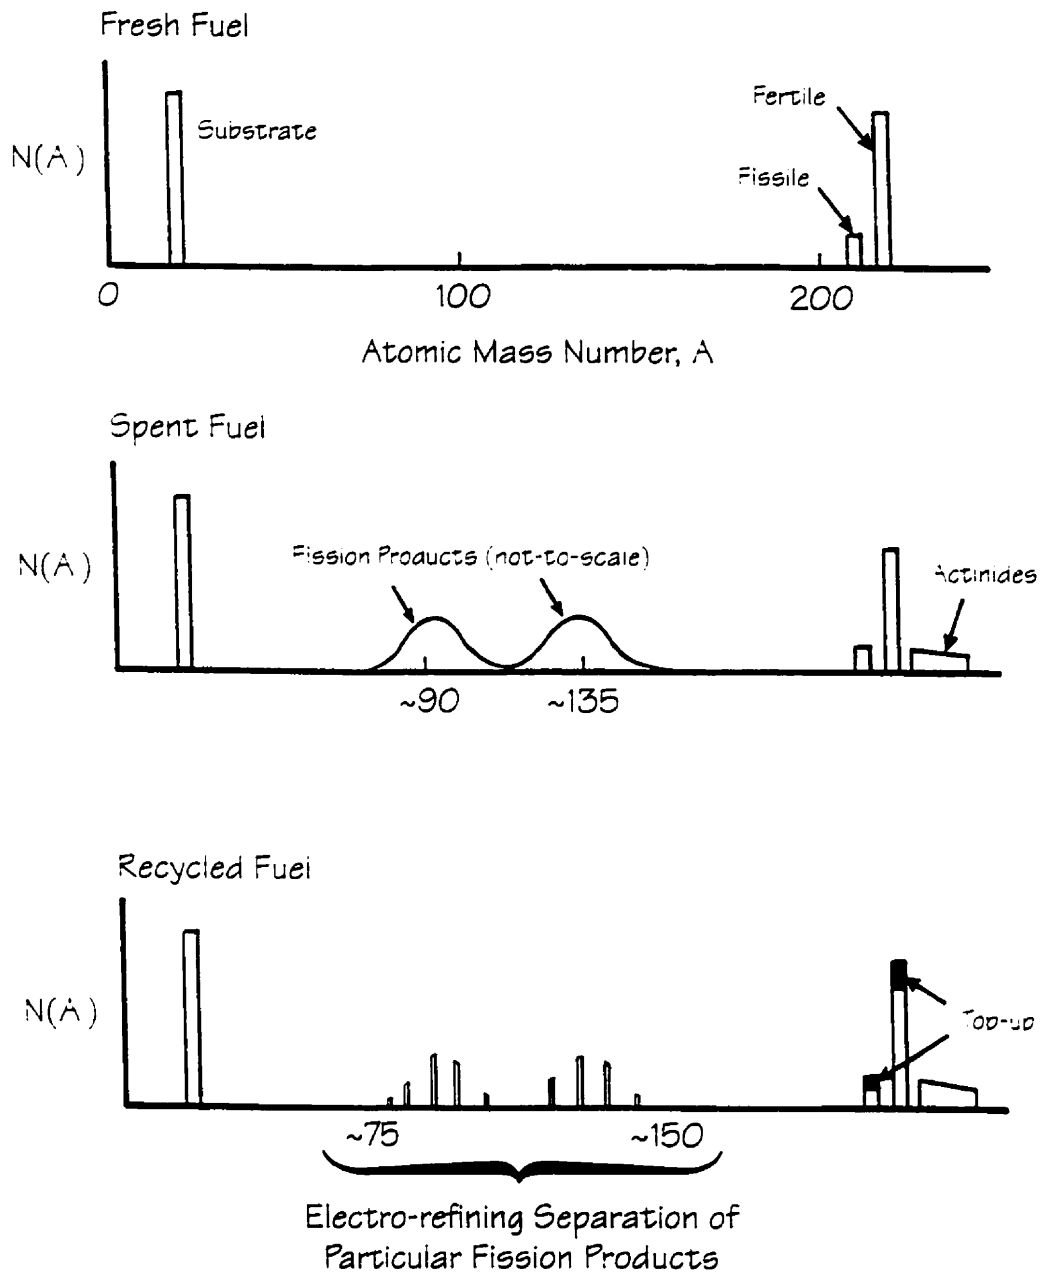 Fresh Fuel
N(A)
Substrate
Fertile
Fissile
0
100
200
Atomic Mass Number, A
Spent Fuel
N(A)
Fission Products (not-to-scale)
Actinides
~90
~135
Recycled Fuel
N(A)
Top-up
~75
~150
Electro-refining Separation of
Particular Fission Products